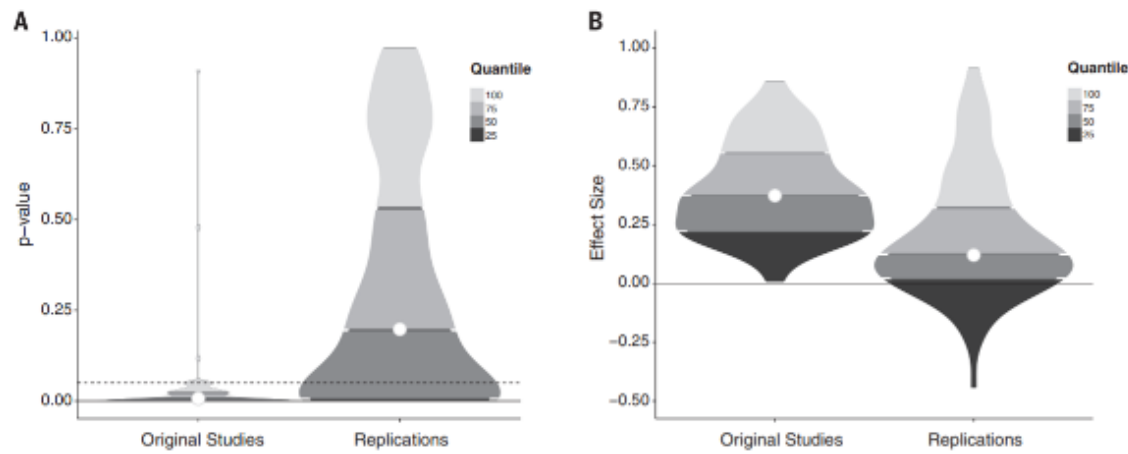 A
1.00
0.75
0.50
0.25
0.00
p-value
Original Studies
Replications
Quantile
100
75
50
25
B
1.00
0.75
0.50
0.25
0.00
−0.25
−0.50
Effect Size
Original Studies
Replications
Quantile
100
75
50
25